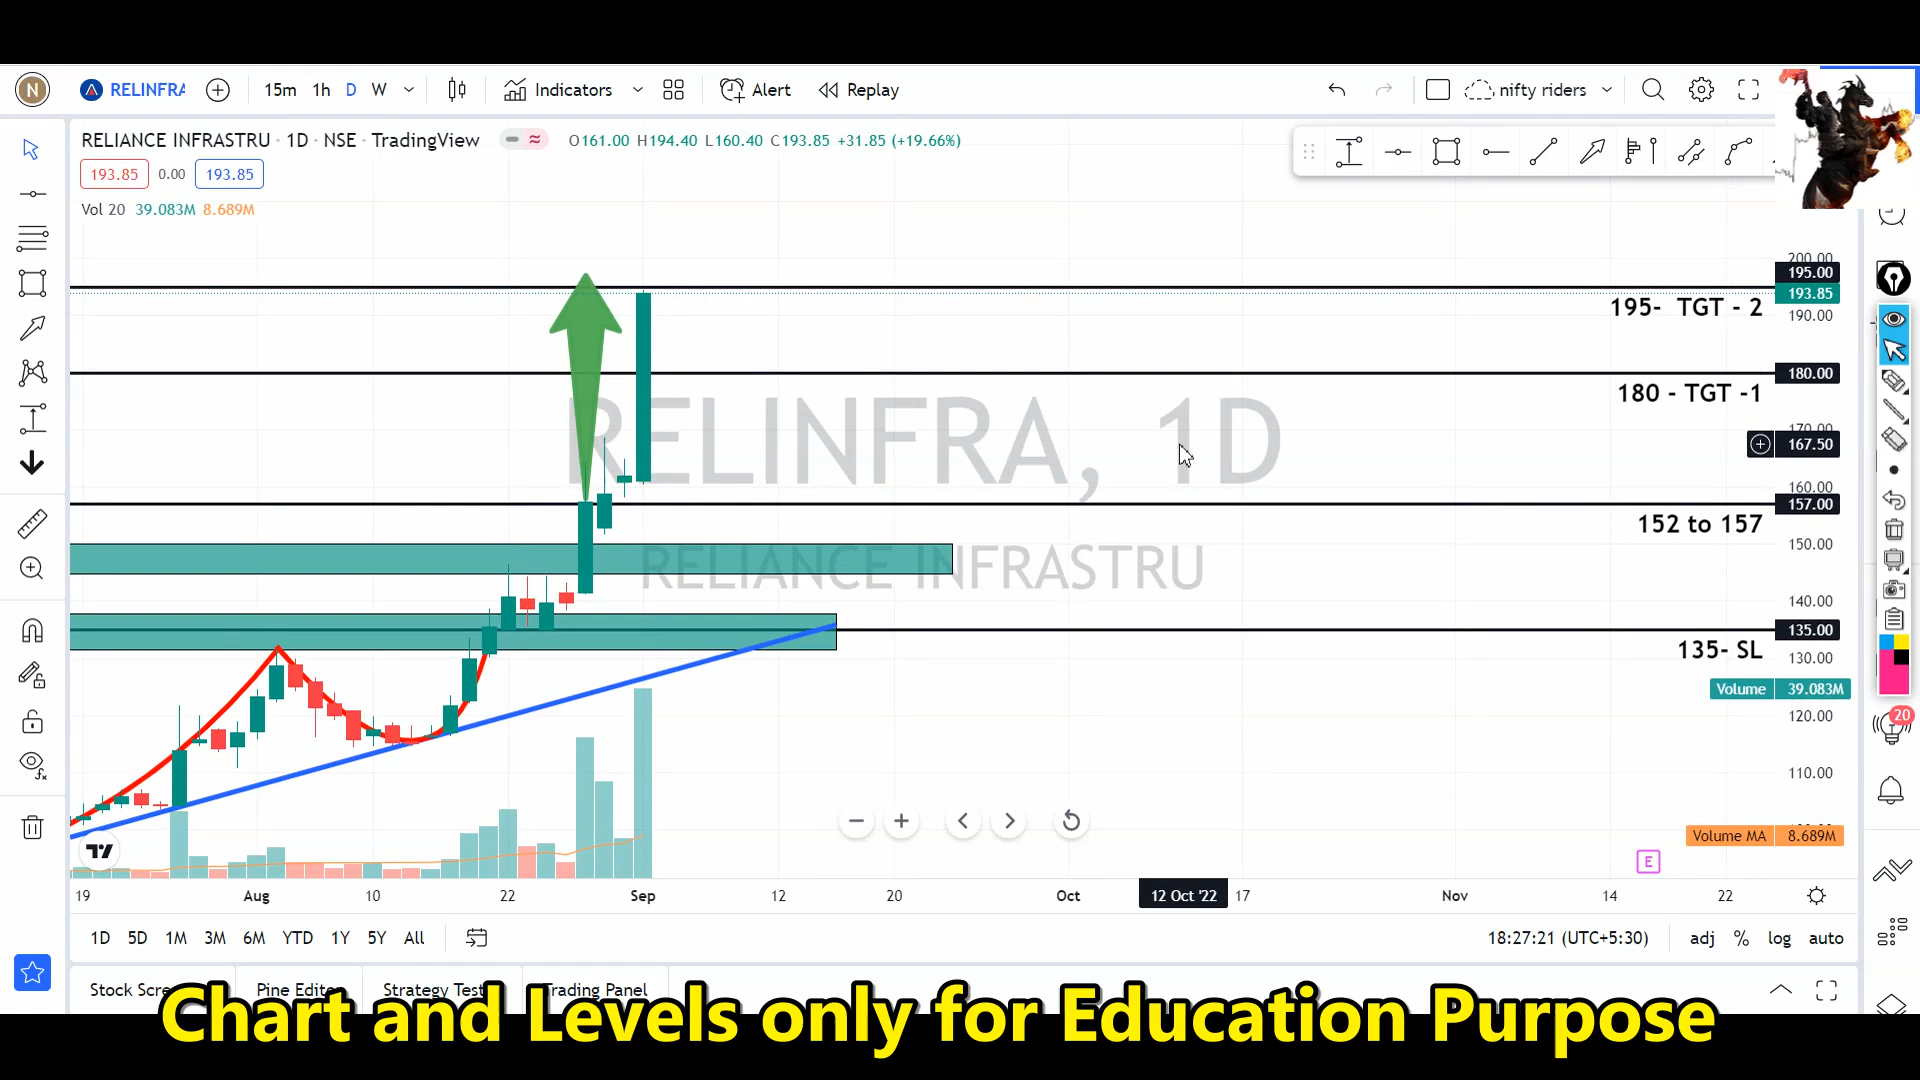 N RELINFRA 15m 1h D W Indicators Alert Replay nifty riders
RELIANCE INFRASTRU · 1D · NSE · TradingView O161.00 H194.40 L160.40 C193.85 +31.85 (+19.66%)
193.85 0.00 193.85
Vol 20 39.083M 8.689M
200.00
195.00
193.85
195- TGT - 2
190.00
180.00
180 - TGT -1
170.00
RELINFRA, 1D
167.50
160.00
157.00
152 to 157
150.00
RELIANCE INFRASTRU
140.00
135.00
135- SL
130.00
Volume 39.083M
120.00
20
110.00
Volume MA 8.689M
E
19 Aug 10 22 Sep 12 20 Oct 12 Oct '22 17 Nov 14 22
1D 5D 1M 3M 6M YTD 1Y 5Y All 18:27:21 (UTC+5:30) adj % log auto
Stock Scre Pine Editor Strategy Test Trading Panel
Chart and Levels only for Education Purpose